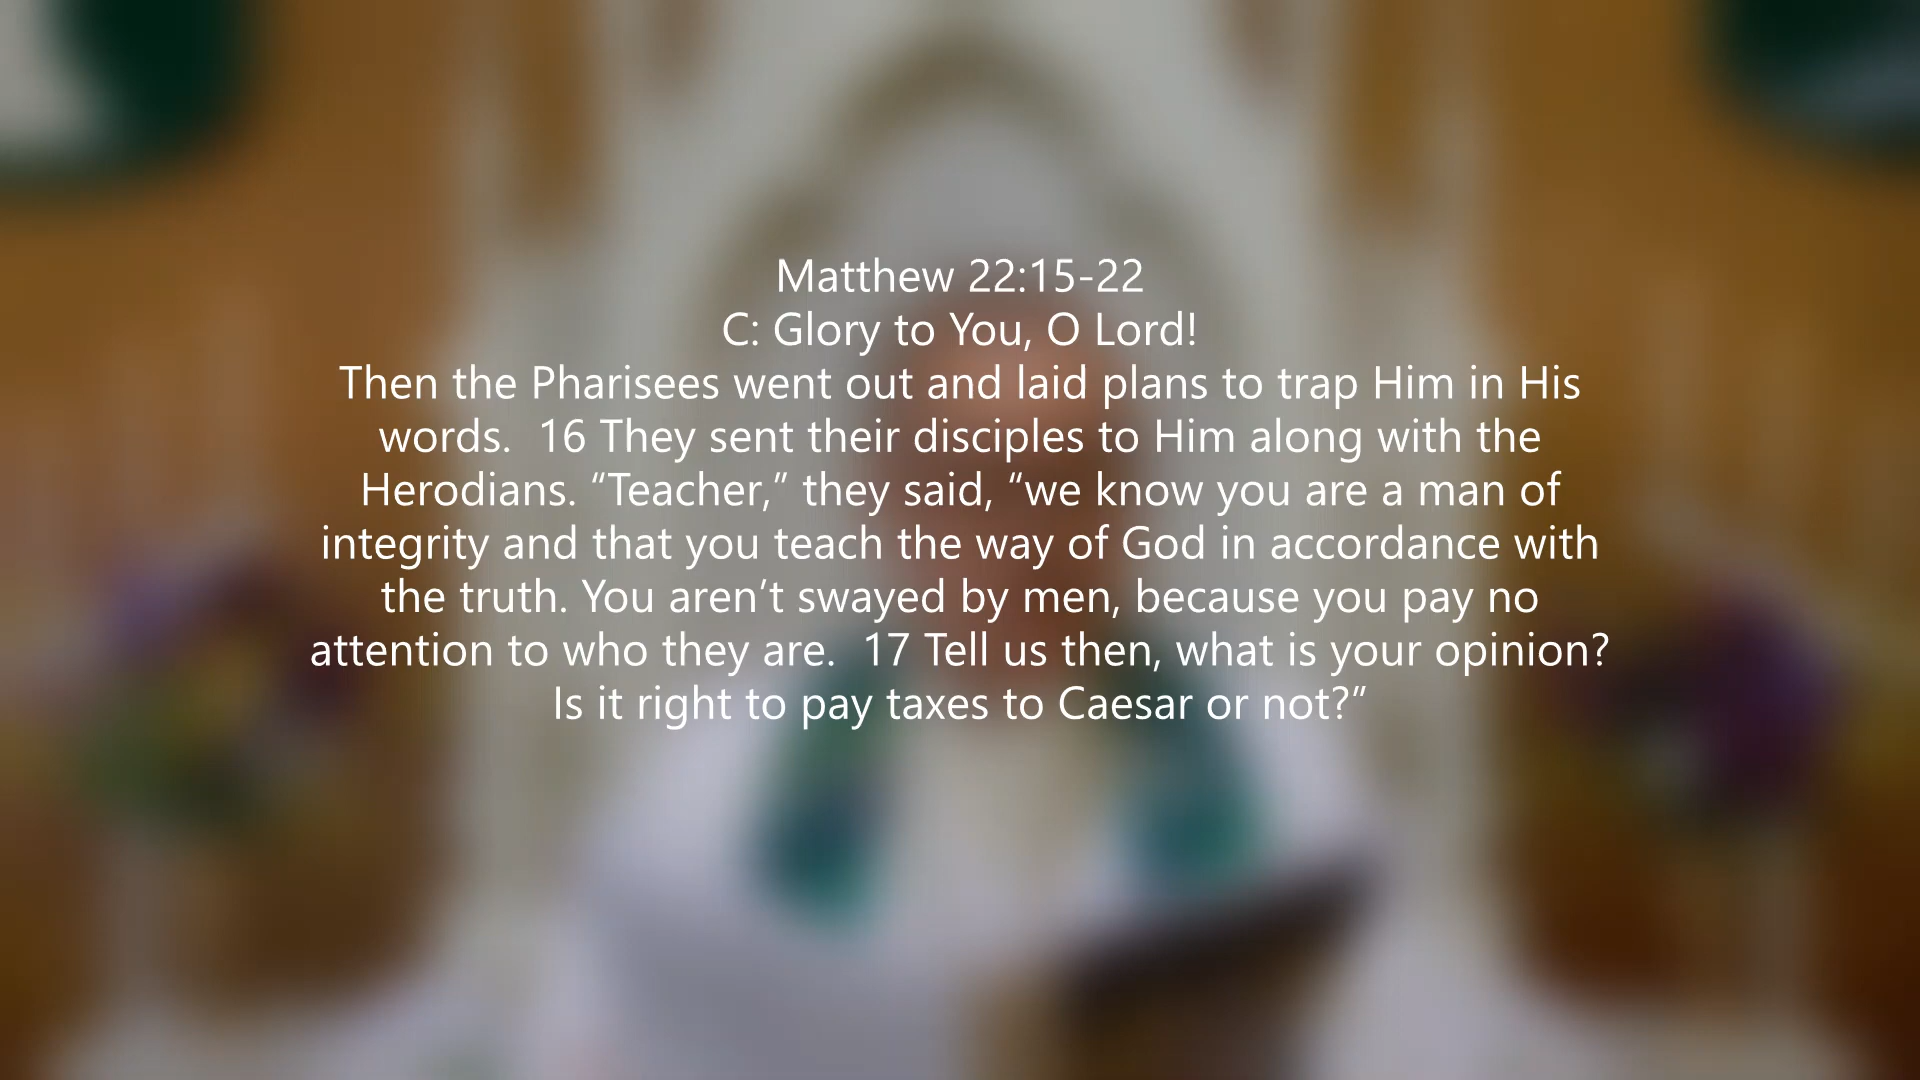 Matthew 22:15-22
C: Glory to You, O Lord!
Then the Pharisees went out and laid plans to trap Him in His
words.  16 They sent their disciples to Him along with the
Herodians. “Teacher,” they said, “we know you are a man of
integrity and that you teach the way of God in accordance with
the truth. You aren’t swayed by men, because you pay no
attention to who they are.  17 Tell us then, what is your opinion?
Is it right to pay taxes to Caesar or not?”